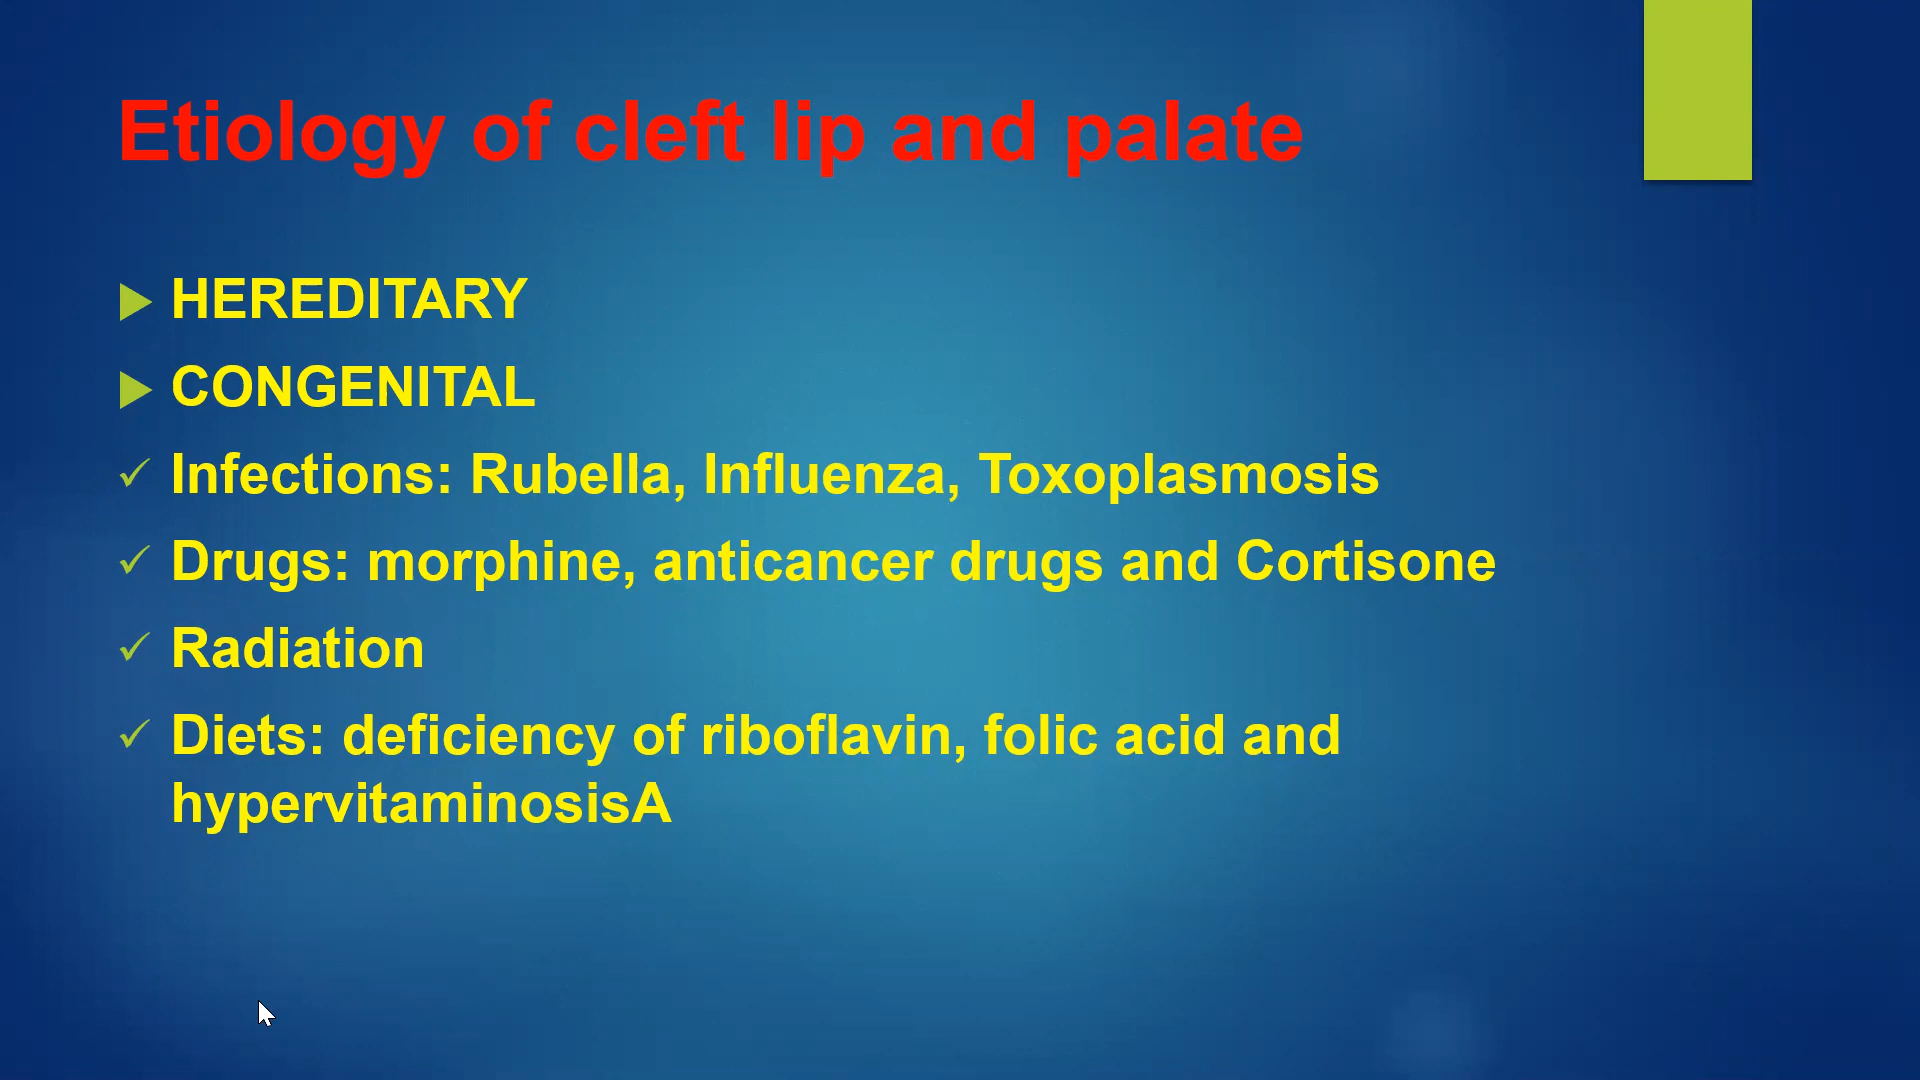 Etiology of cleft lip and palate
HEREDITARY
CONGENITAL
Infections: Rubella, Influenza, Toxoplasmosis
Drugs: morphine, anticancer drugs and Cortisone
Radiation
Diets: deficiency of riboflavin, folic acid and
hypervitaminosisA